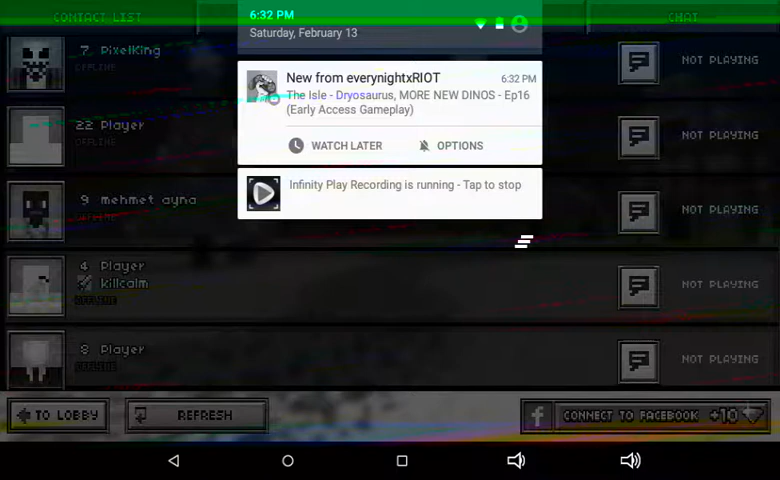 CONTACT LIST
6:32 PM
Saturday, February 13
CHAT
7 PixelKing
OFFLINE
NOT PLAYING
New from everynightxRIOT
6:32 PM
The Isle - Dryosaurus, MORE NEW DINOS - Ep16
(Early Access Gameplay)
WATCH LATER
OPTIONS
22 Player
OFFLINE
NOT PLAYING
Infinity Play Recording is running - Tap to stop
9 mehmet ayna
NOT PLAYING
4 Player
killcalm
OFFLINE
NOT PLAYING
8 Player
OFFLINE
NOT PLAYING
TO LOBBY
REFRESH
f
CONNECT TO FACEBOOK +10